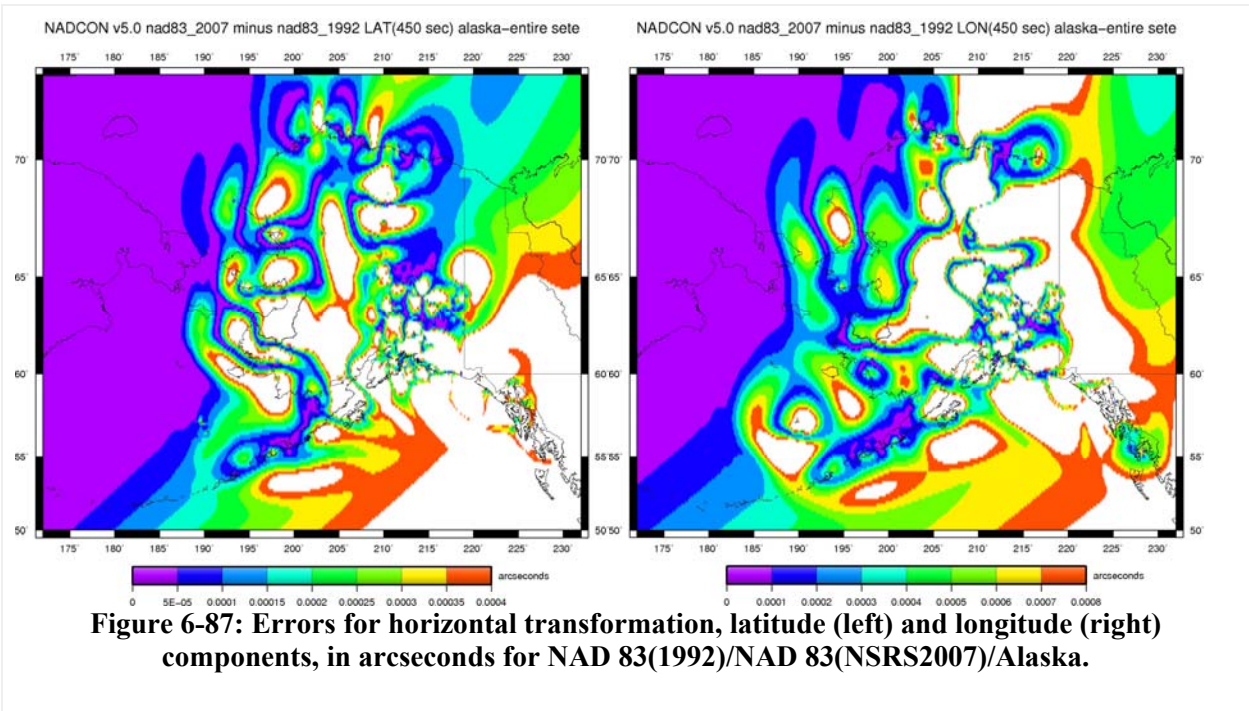 NADCON v5.0 nad83_2007 minus nad83_1992 LAT(450 sec) alaska−entire sete
175˚ 180˚ 185˚ 190˚ 195˚ 200˚ 205˚ 210˚ 215˚ 220˚ 225˚ 230˚
70˚ 70˚
65˚ 65˚
60˚ 60˚
55˚ 55˚
50˚ 50˚
175˚ 180˚ 185˚ 190˚ 195˚ 200˚ 205˚ 210˚ 215˚ 220˚ 225˚ 230˚
arcseconds
0 5E−05 0.0001 0.00015 0.0002 0.00025 0.0003 0.00035 0.0004
NADCON v5.0 nad83_2007 minus nad83_1992 LON(450 sec) alaska−entire sete
175˚ 180˚ 185˚ 190˚ 195˚ 200˚ 205˚ 210˚ 215˚ 220˚ 225˚ 230˚
70˚ 70˚
65˚ 65˚
60˚ 60˚
55˚ 55˚
50˚ 50˚
175˚ 180˚ 185˚ 190˚ 195˚ 200˚ 205˚ 210˚ 215˚ 220˚ 225˚ 230˚
arcseconds
0 0.0001 0.0002 0.0003 0.0004 0.0005 0.0006 0.0007 0.0008
Figure 6-87: Errors for horizontal transformation, latitude (left) and longitude (right)
components, in arcseconds for NAD 83(1992)/NAD 83(NSRS2007)/Alaska.